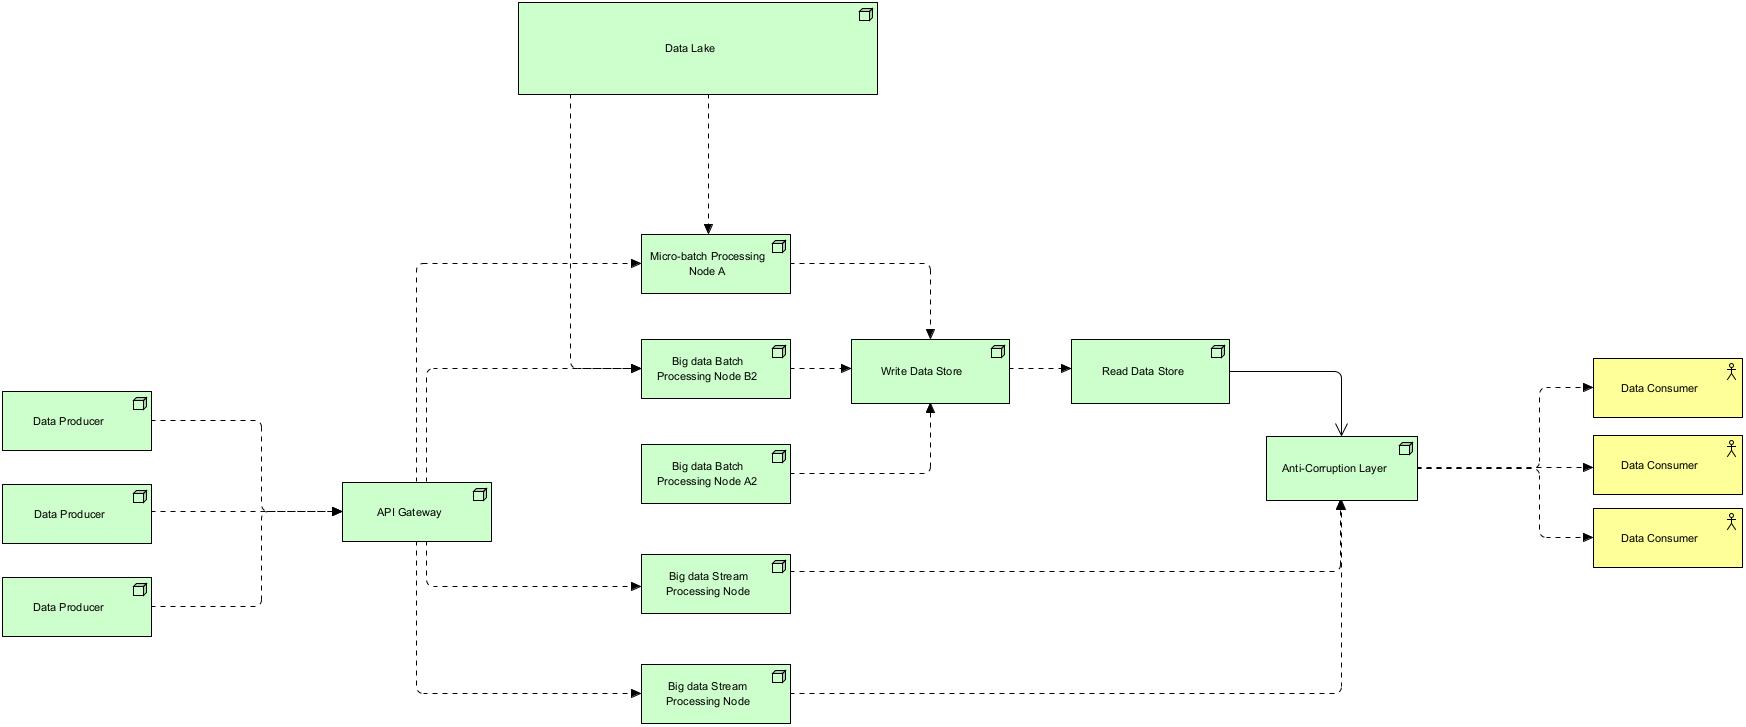 Data Lake
Micro-batch Processing
Node A
Big data Batch
Processing Node B2
Write Data Store
Read Data Store
Data Consumer
Data Producer
Data Consumer
Anti-Corruption Layer
Big data Batch
Processing Node A2
Data Producer
API Gateway
Data Consumer
Big data Stream
Processing Node
Data Producer
Big data Stream
Processing Node